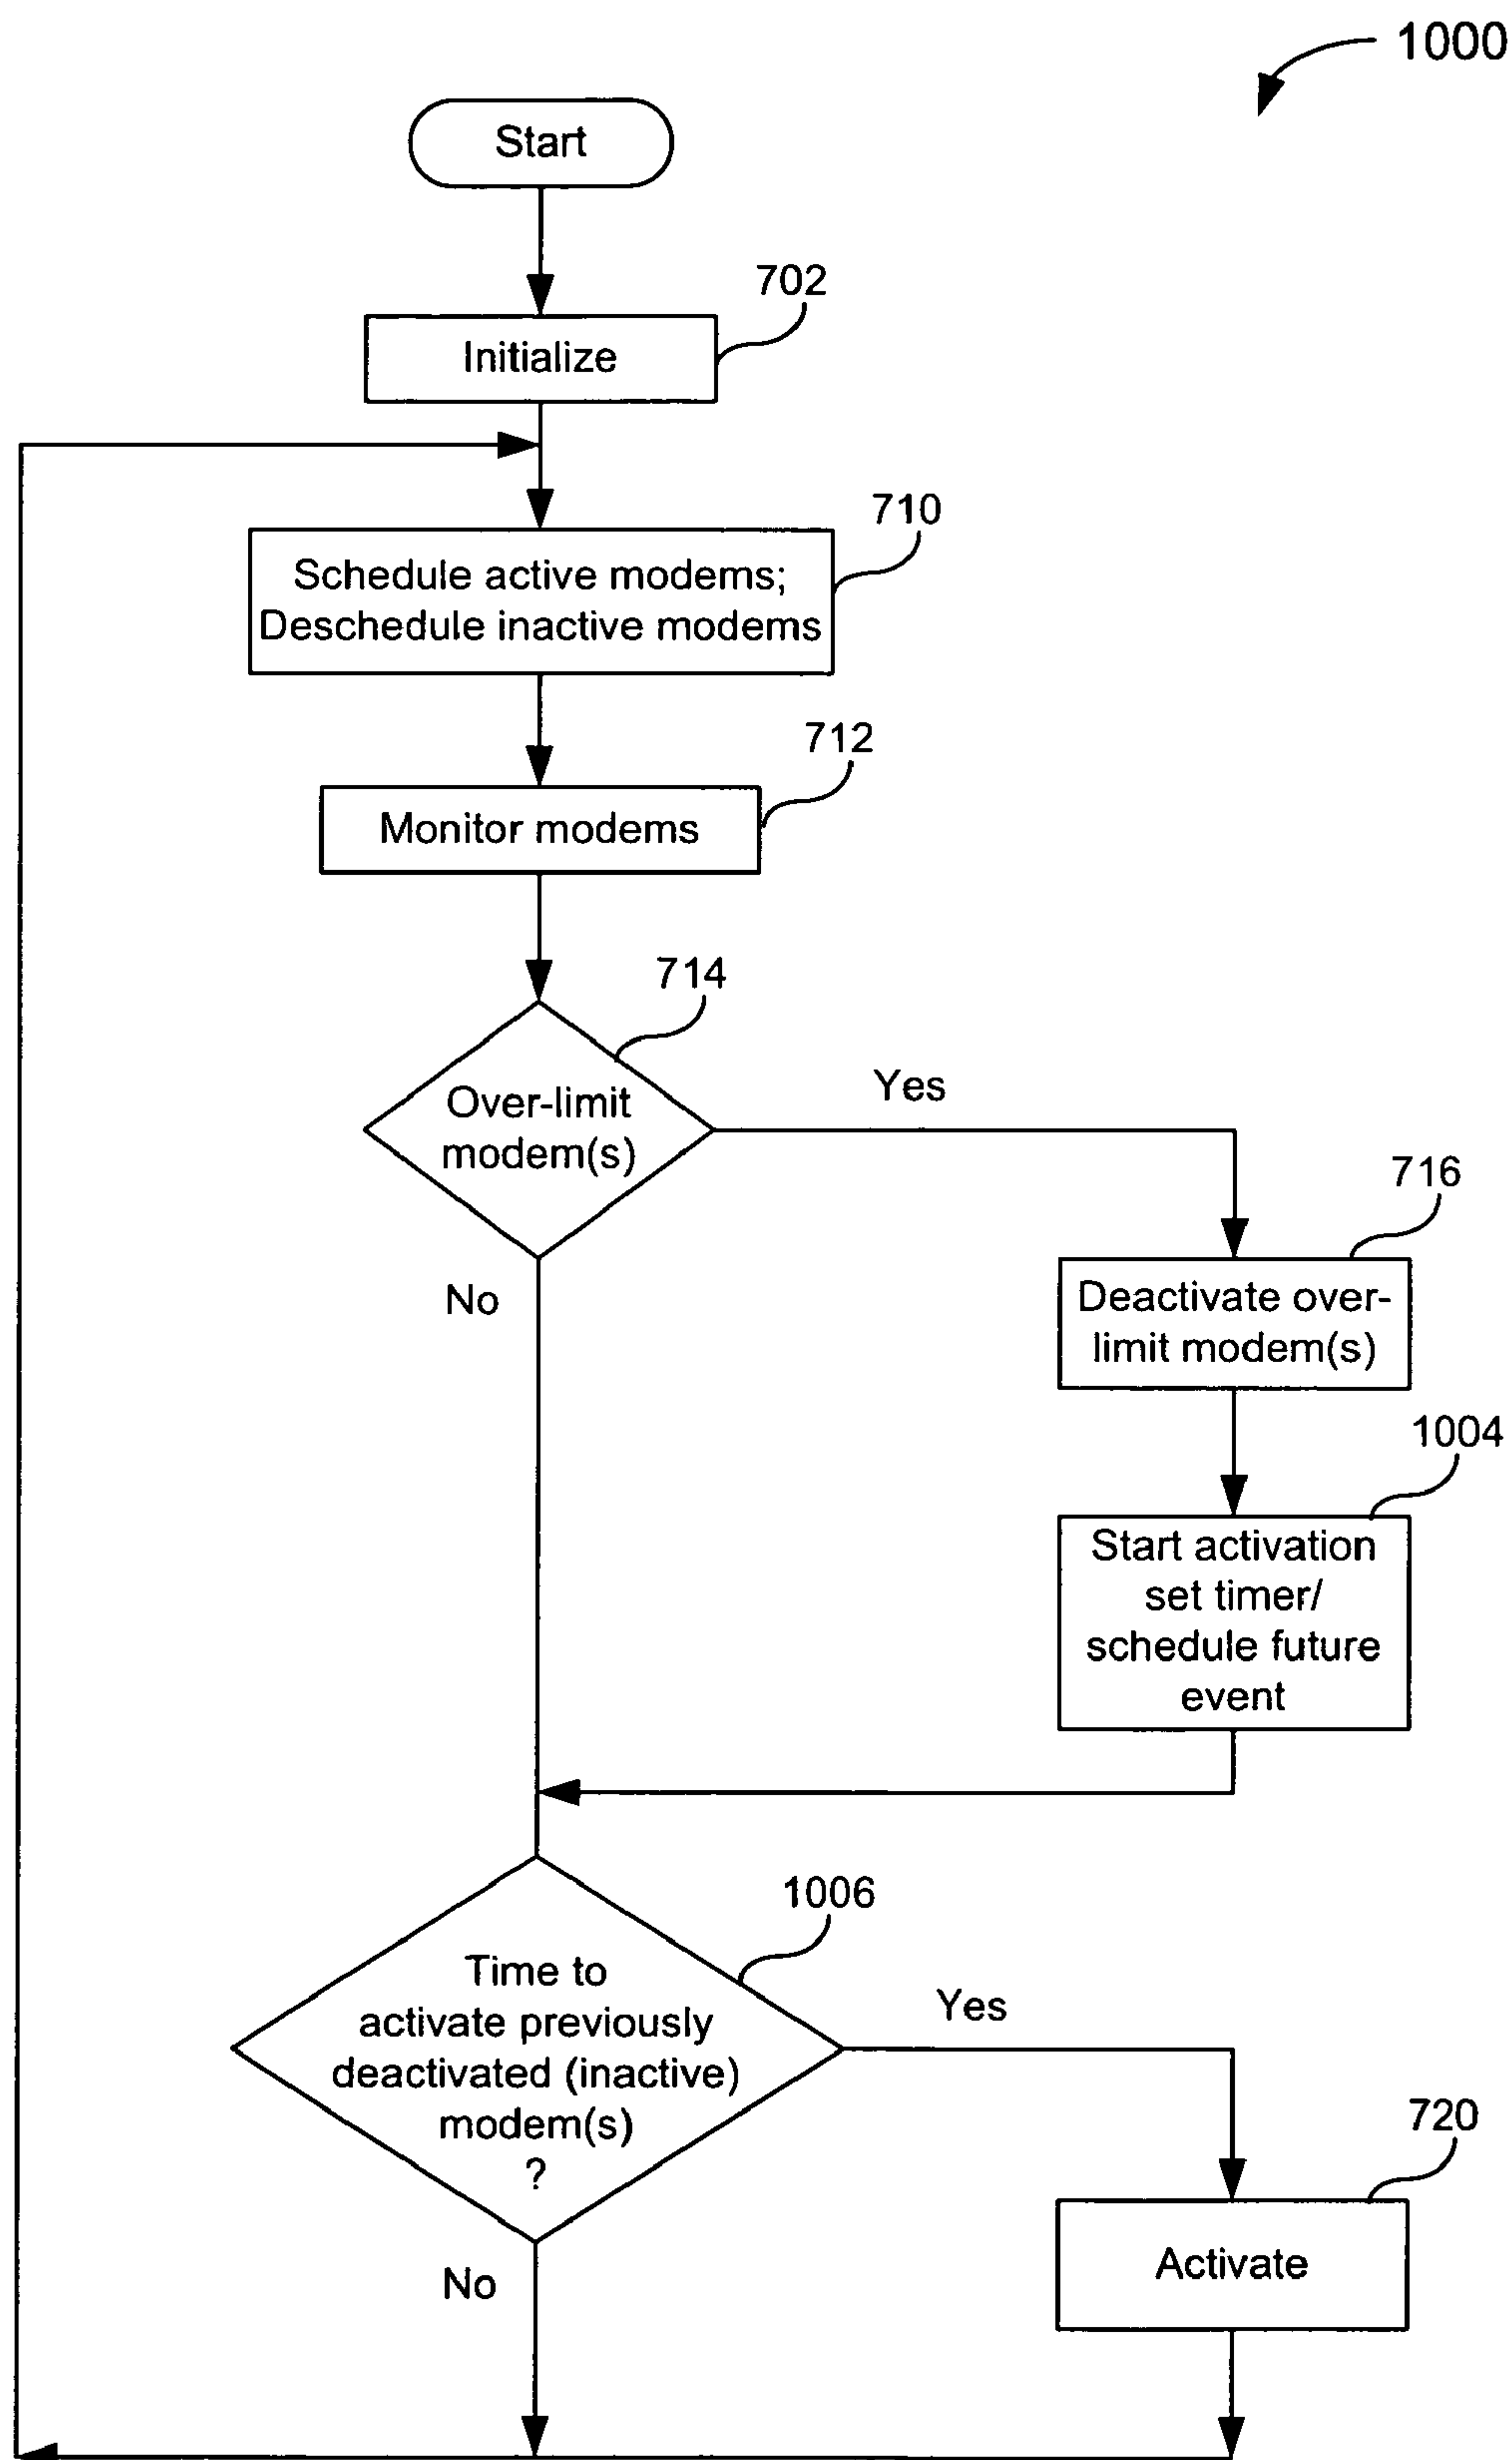 1000
Start
702
Initialize
710
Schedule active modems;
Deschedule inactive modems
712
Monitor modems
714
Over-limit
modem(s)
Yes
No
716
Deactivate over-
limit modem(s)
1004
Start activation
set timer/
schedule future
event
1006
Time to
activate previously
deactivated (inactive)
modem(s)
?
Yes
No
720
Activate